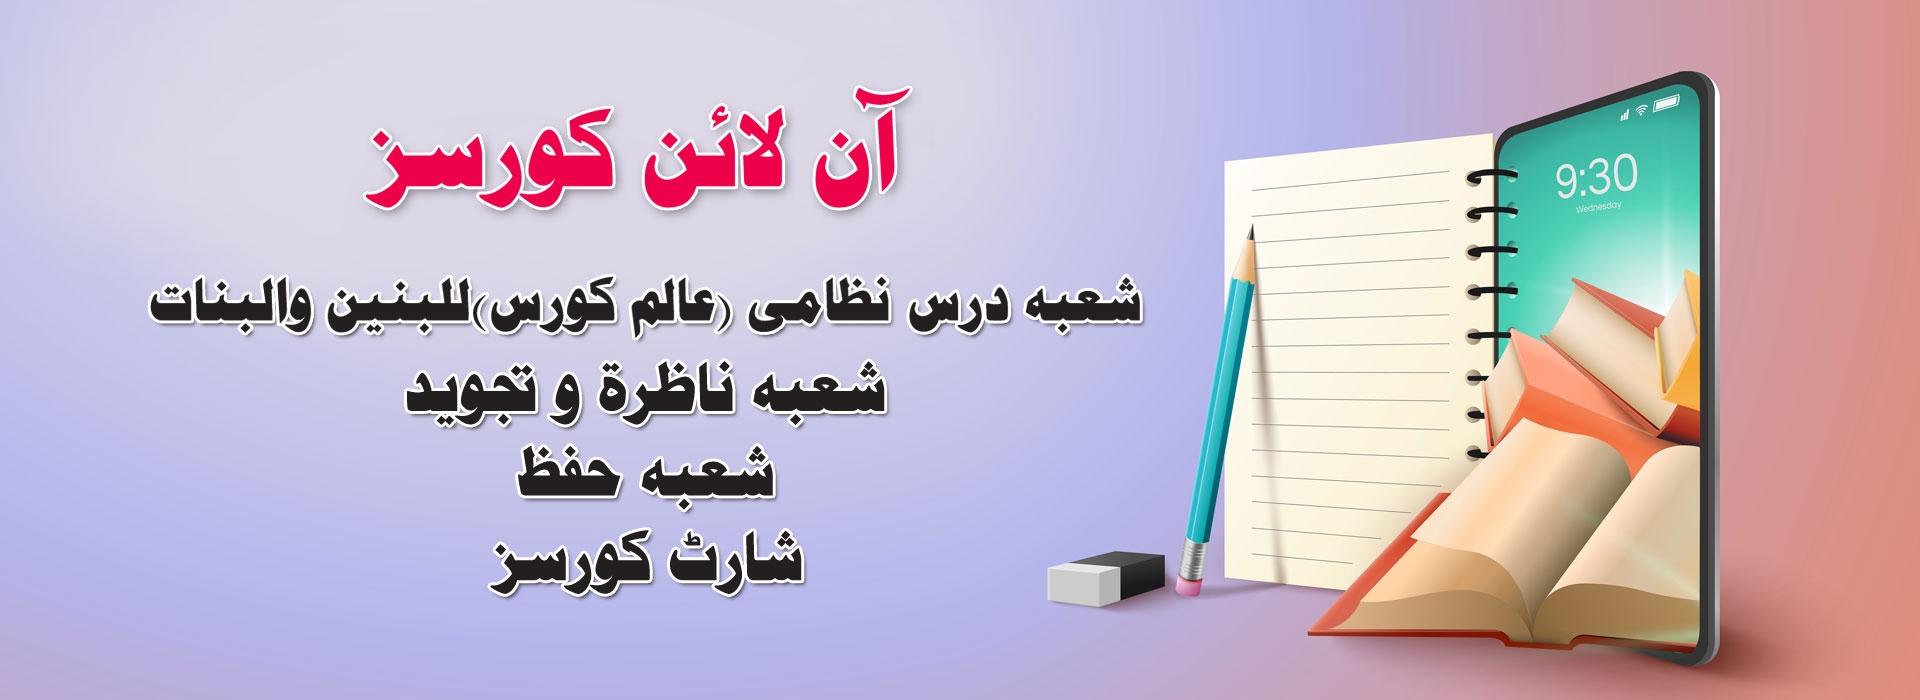 آن لائن کورسز
شعبہ درس نظامی (عالم کورس)للبنین والبنات
شعبہ ناظرۃ و تجوید
شعبہ حفظ
شارٹ کورسز
9:30
Wednesday